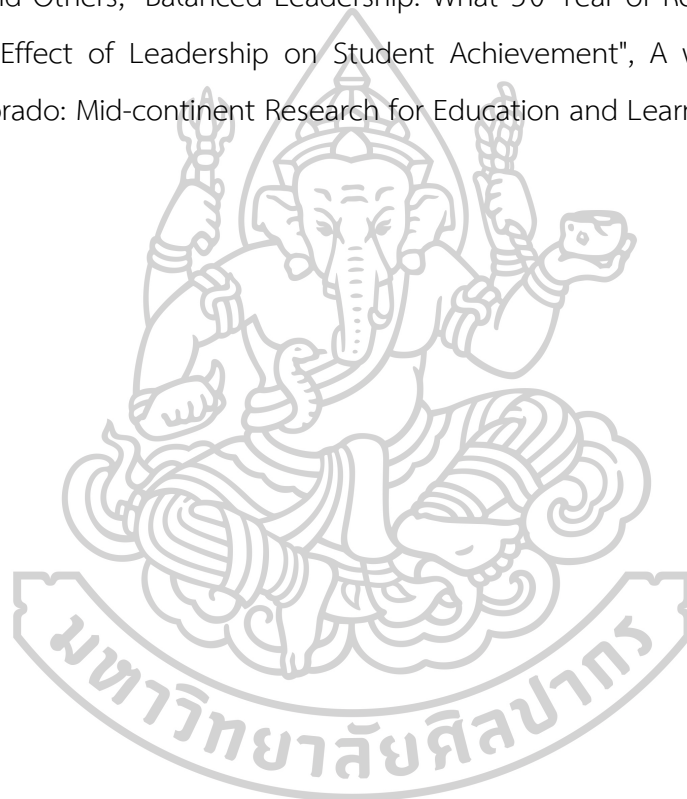 nd Others, "Balanced Leadership: What 30 Year of Re
Effect of Leadership on Student Achievement", A w
orado: Mid-continent Research for Education and Learn
มหาวิทยาลัยศิลปากร